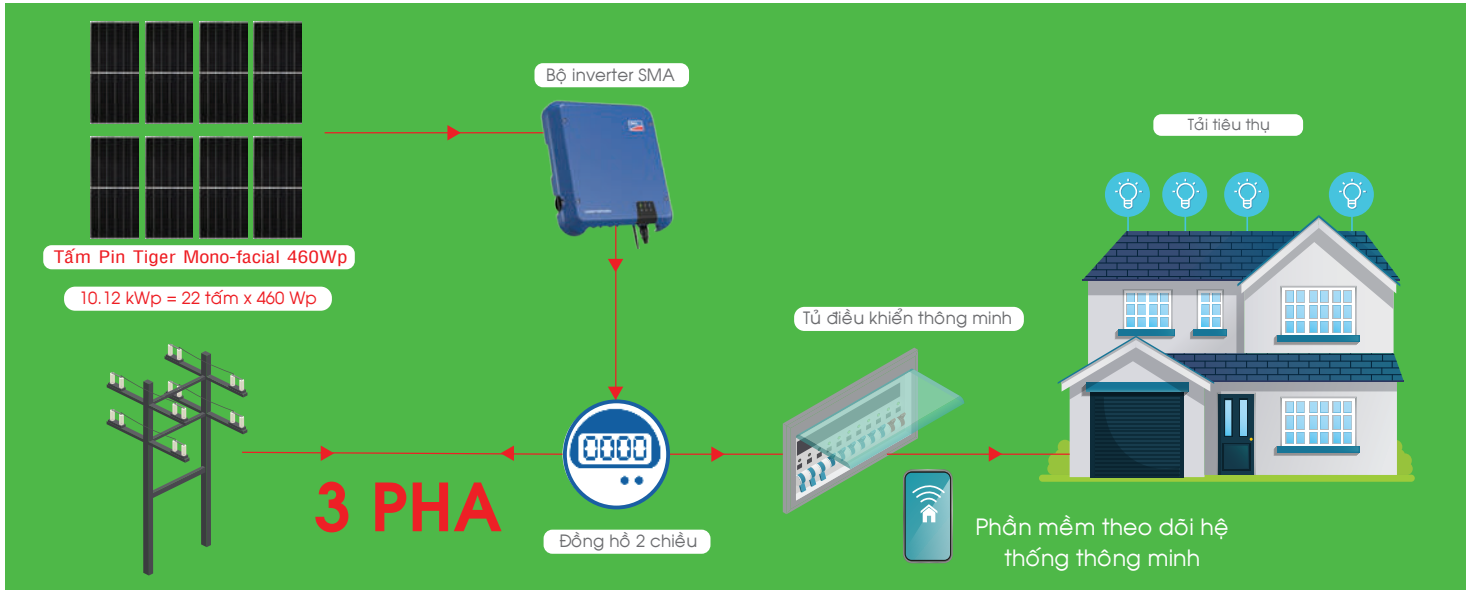 Bộ inverter SMA
Tải tiêu thụ
Tấm Pin Tiger Mono-facial 460Wp
10.12 kWp = 22 tấm x 460 Wp
Tủ điều khiển thông minh
0000
3 PHA
Đồng hồ 2 chiều
Phần mềm theo dõi hệ
thống thông minh